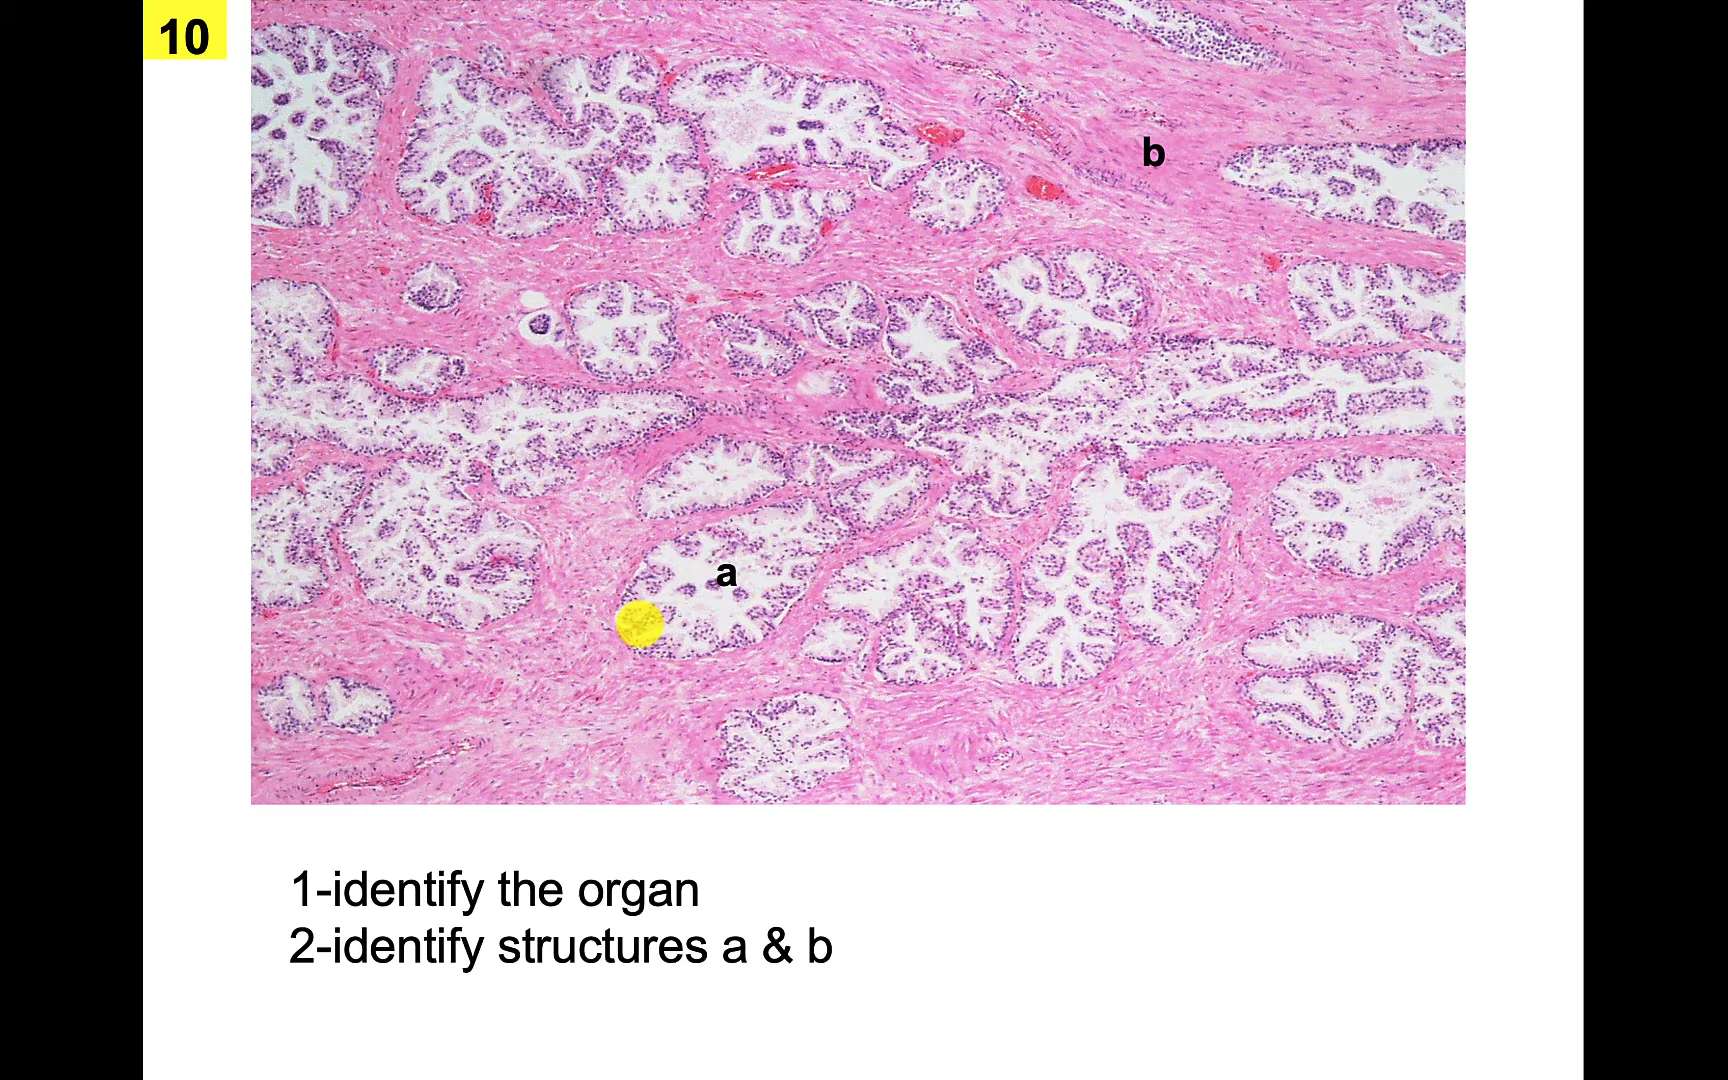 10
b
a
1-identify the organ
2-identify structures a & b